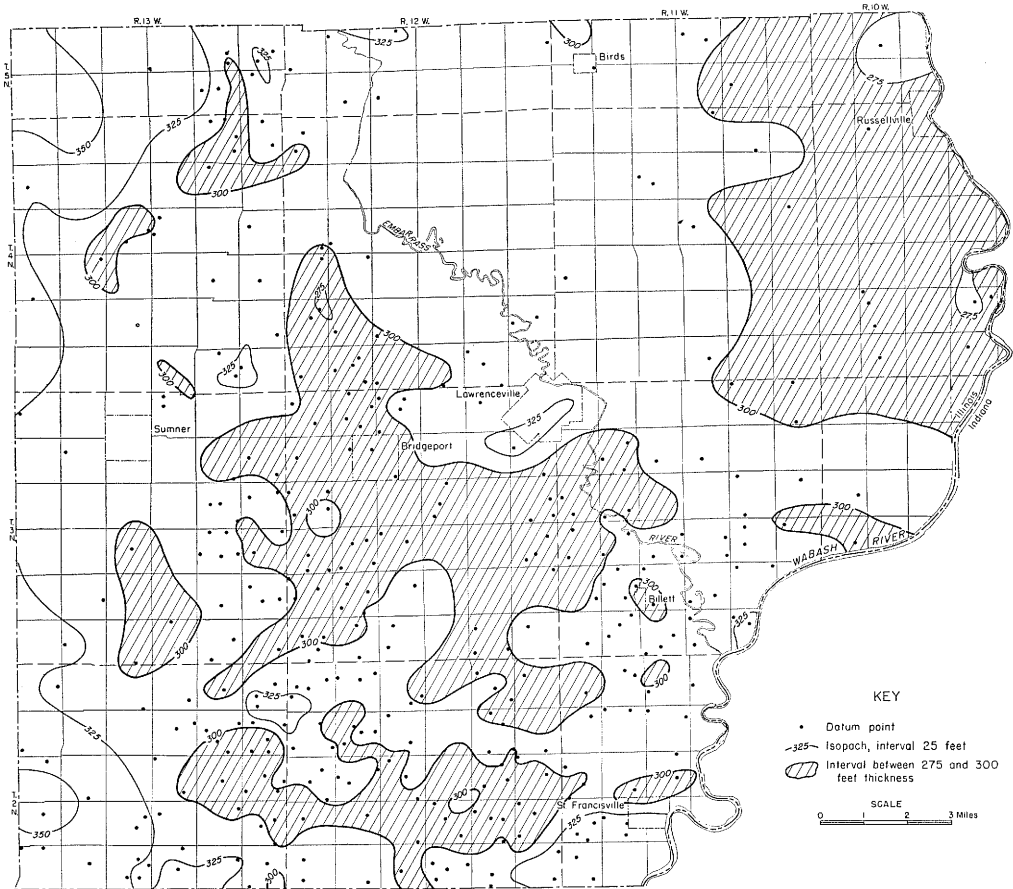 R. 13 W.
R. 12 W.
R. 11 W.
R. 10 W.
T. 5 N.
T. 4 N.
T. 3 N.
T. 2 N.
325
325
300
Birds
275
Russellville
350
325
300
EMBARRASS
300
275
275
300
300
325
Lawrenceville
300
325
Illinois
Indiana
Sumner
Bridgeport
300
300
RIVER
WABASH RIVER
300
Billett
325
300
300
300
325
325
300
300
300
St. Francisville
325
350
325
300
KEY
Datum point
325 Isopach, interval 25 feet
Interval between 275 and 300
feet thickness
SCALE
0 1 2 3 Miles